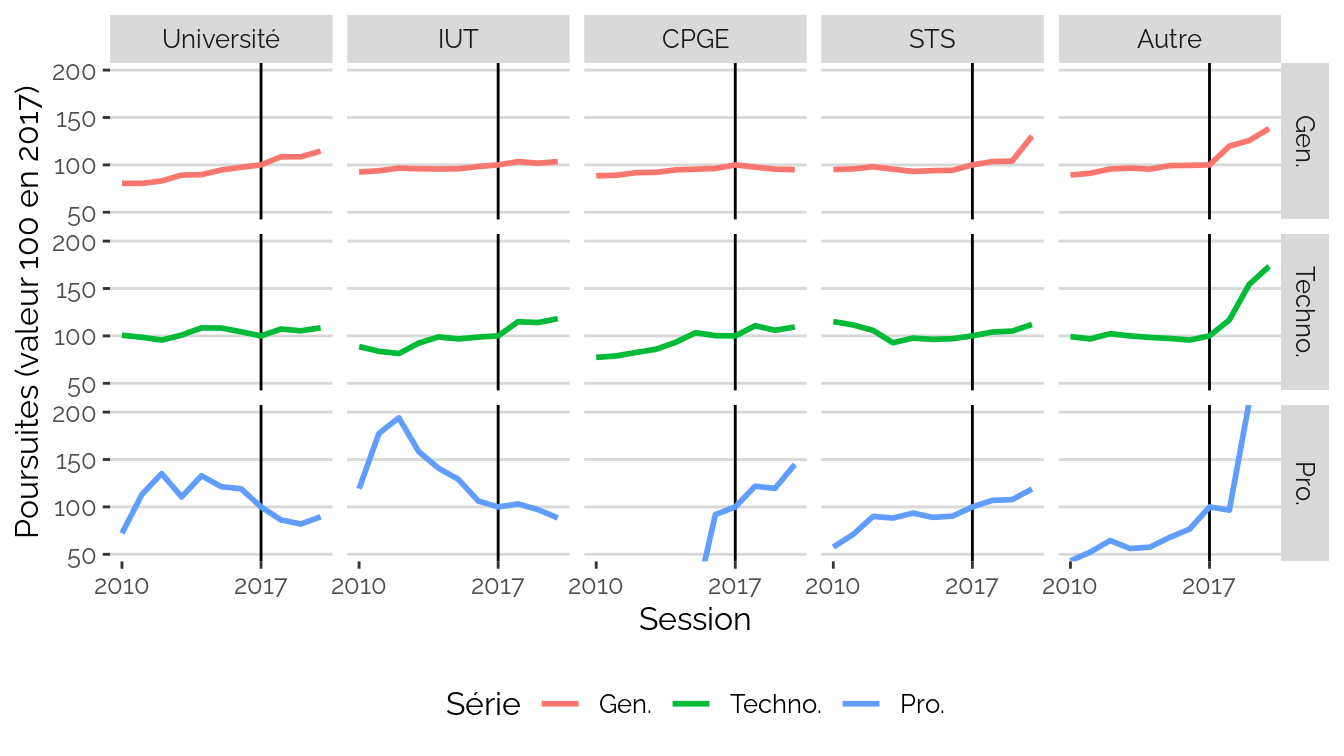 Université IUT CPGE STS Autre
Poursuites (valeur 100 en 2017)
200
150
100
50
Gen.
200
150
100
50
Techno.
200
150
100
50
Pro.
2010 2017 2010 2017 2010 2017 2010 2017 2010 2017
Session
Série Gen. Techno. Pro.